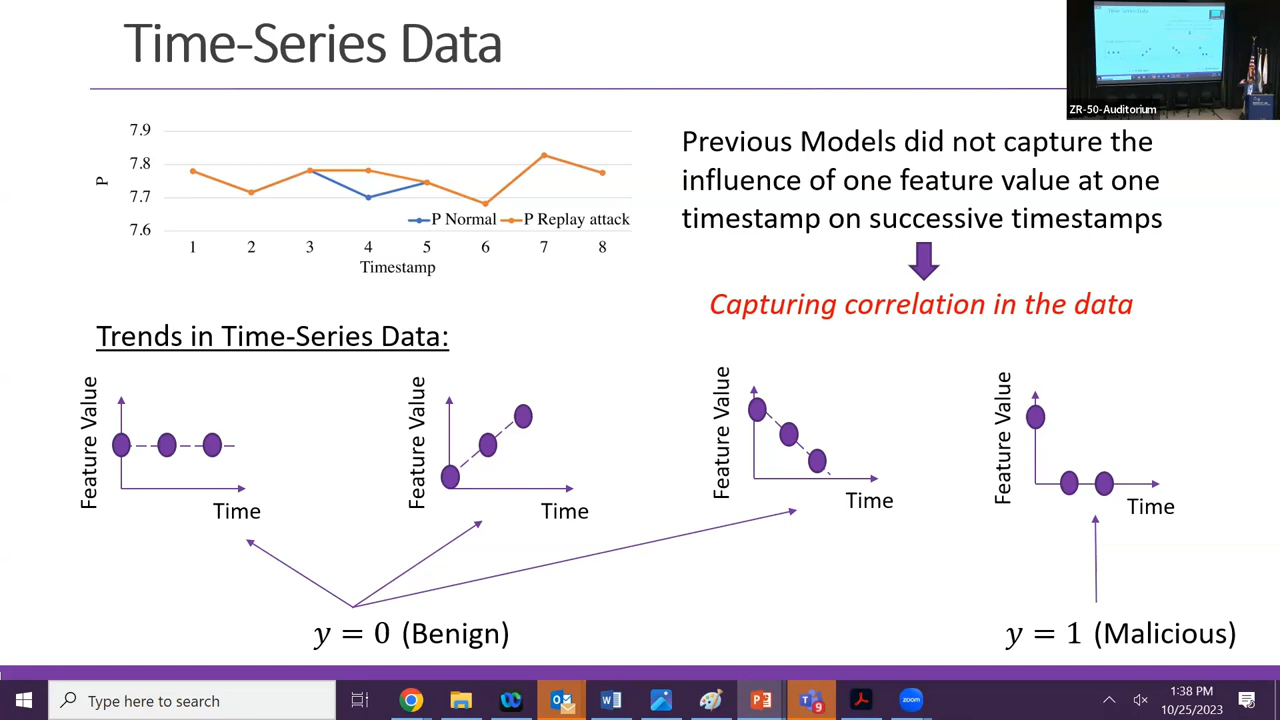 Time-Series Data
ZR-50-Auditorium
7.9
7.8
7.7
7.6
P
P Normal
P Replay attack
1 2 3 4 5 6 7 8
Timestamp
Previous Models did not capture the
influence of one feature value at one
timestamp on successive timestamps
Capturing correlation in the data
Trends in Time-Series Data:
Feature Value
Time
Feature Value
Time
Feature Value
Time
Feature Value
Time
y = 0 (Benign)
y = 1 (Malicious)
Type here to search
9
1:38 PM
10/25/2023
zoom